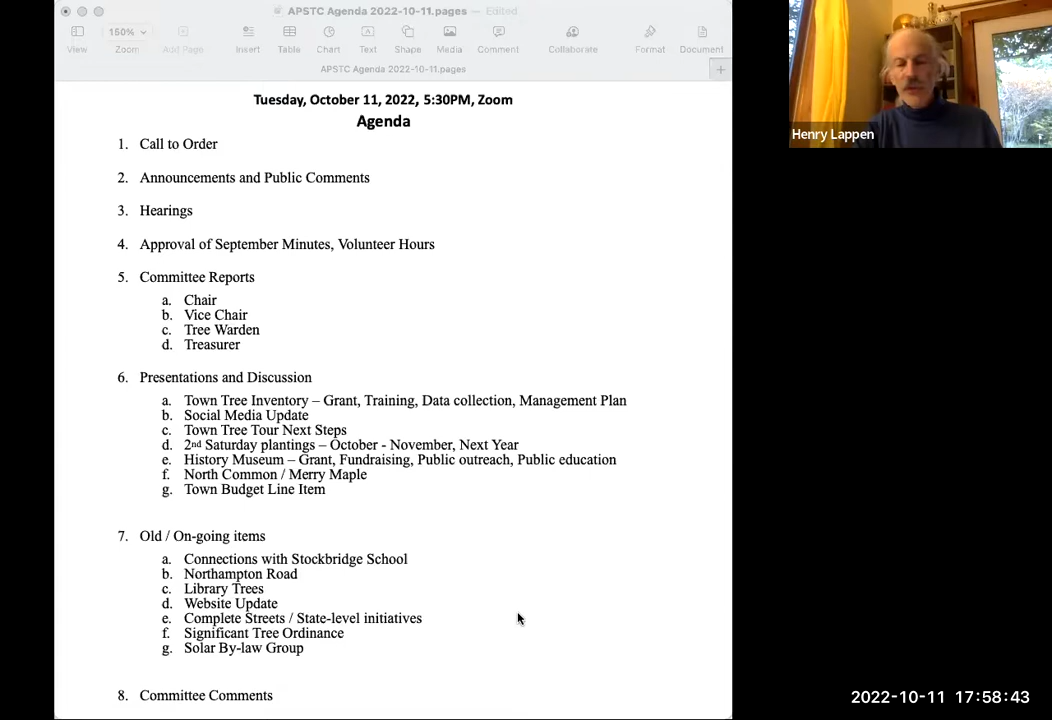 APSTC Agenda 2022-10-11.pages — Edited
150%
View
Zoom
Add Page
Insert
Table
Chart
Text
Shape
Media
Comment
Collaborate
Format
Document
APSTC Agenda 2022-10-11.pages
Tuesday, October 11, 2022, 5:30PM, Zoom
Agenda
1. Call to Order
2. Announcements and Public Comments
3. Hearings
4. Approval of September Minutes, Volunteer Hours
5. Committee Reports
a. Chair
b. Vice Chair
c. Tree Warden
d. Treasurer
6. Presentations and Discussion
a. Town Tree Inventory – Grant, Training, Data collection, Management Plan
b. Social Media Update
c. Town Tree Tour Next Steps
d. 2nd Saturday plantings – October - November, Next Year
e. History Museum – Grant, Fundraising, Public outreach, Public education
f. North Common / Merry Maple
g. Town Budget Line Item
7. Old / On-going items
a. Connections with Stockbridge School
b. Northampton Road
c. Library Trees
d. Website Update
e. Complete Streets / State-level initiatives
f. Significant Tree Ordinance
g. Solar By-law Group
8. Committee Comments
Henry Lappen
2022-10-11 17:58:43